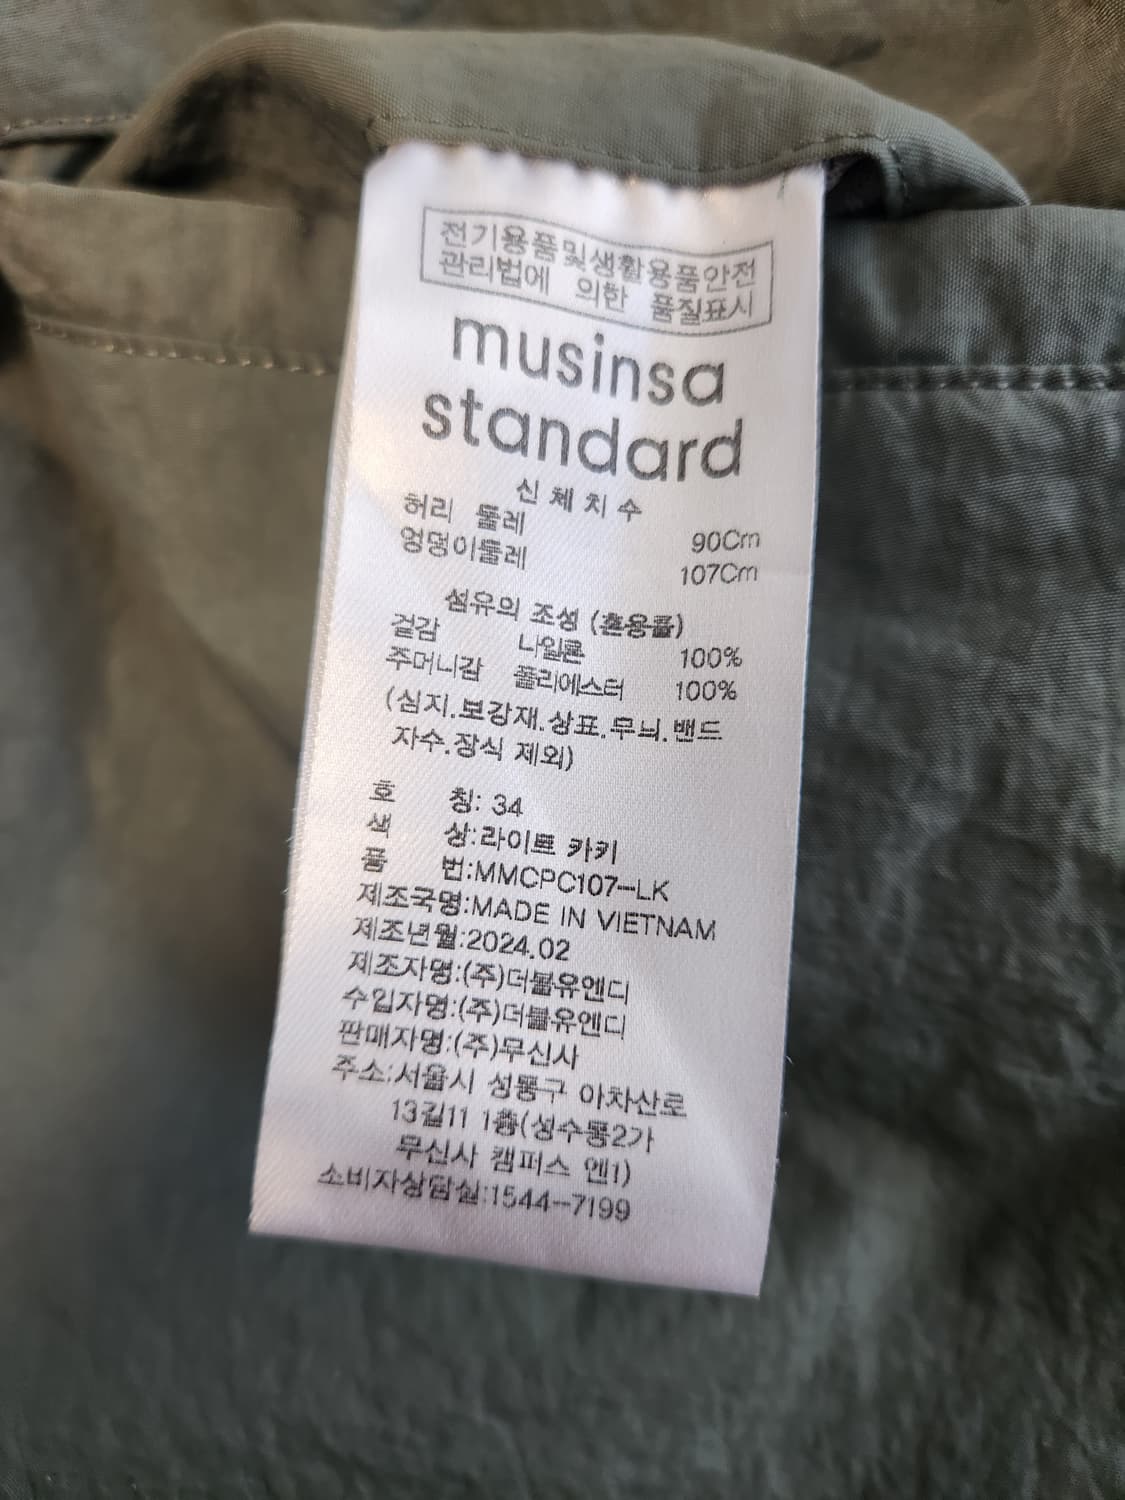 전기용품및생활용품안전
관리법에 의한 품질표시
musinsa
standard
신체치수
허리 둘레 90Cm
엉덩이둘레 107Cm
섬유의 조성 (혼용률)
겉감 나일론 100%
주머니감 폴리에스터 100%
(심지.보강재.상표.무늬.밴드
자수.장식 제외)
호 칭: 34
색 상:라이트 카키
품 번:MMCPC107-LK
제조국명:MADE IN VIETNAM
제조년월:2024.02
제조자명:(주)더블유앤디
수입자명:(주)더블유앤디
판매자명:(주)무신사
주소:서울시 성동구 아차산로
13길11 1층(성수동2가
무신사 캠퍼스 엔1)
소비자상담실:1544-7199